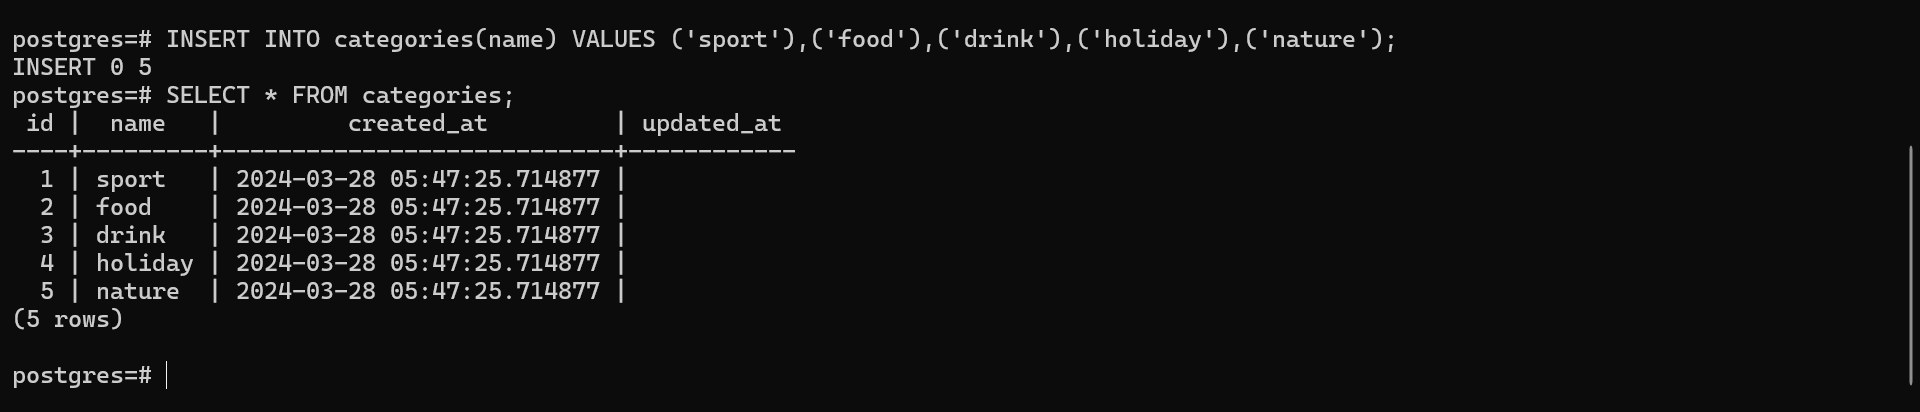 postgres=# INSERT INTO categories(name) VALUES ('sport'),('food'),('drink'),('holiday'),('nature');
INSERT 0 5
postgres=# SELECT * FROM categories;
 id |  name   |         created_at         | updated_at
----+---------+----------------------------+------------
  1 | sport   | 2024-03-28 05:47:25.714877 |
  2 | food    | 2024-03-28 05:47:25.714877 |
  3 | drink   | 2024-03-28 05:47:25.714877 |
  4 | holiday | 2024-03-28 05:47:25.714877 |
  5 | nature  | 2024-03-28 05:47:25.714877 |
(5 rows)
postgres=#